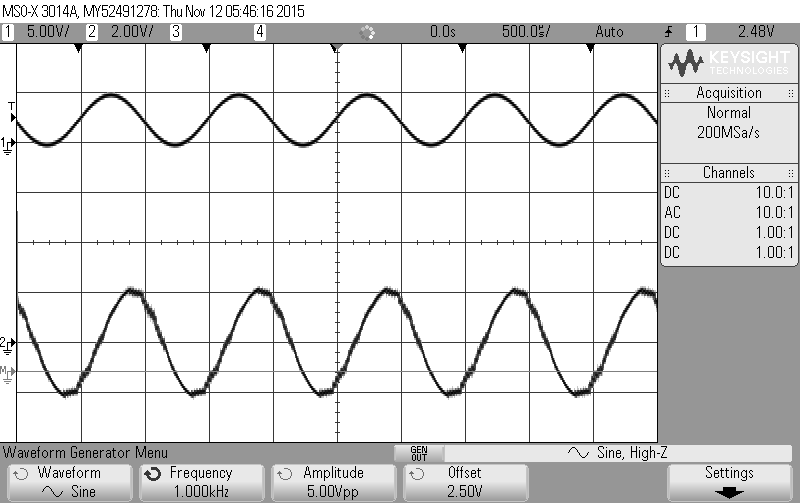 MSO-X 3014A, MY52491278: Thu Nov 12 05:46:16 2015
1 5.00V/ 2 2.00V/ 3 4 0.0s 500.0µs/ Auto 1 2.48V
KEYSIGHT
TECHNOLOGIES
Acquisition
Normal
200MSa/s
Channels
DC 10.0:1
AC 10.0:1
DC 1.00:1
DC 1.00:1
T
1
2
M
Waveform Generator Menu GEN OUT Sine, High-Z
Waveform Frequency Amplitude Offset Settings
Sine 1.000kHz 5.00Vpp 2.50V